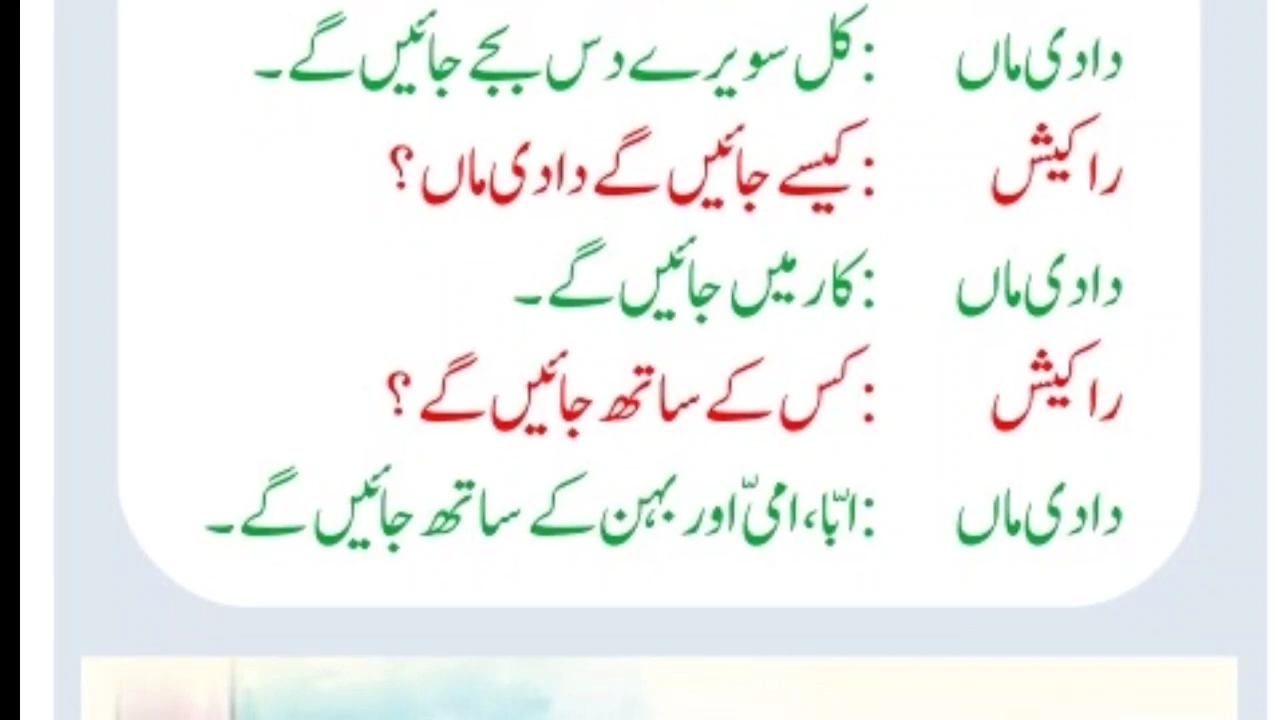 دادی ماں : کل سویرے دس بجے جائیں گے۔
راکیش : کیسے جائیں گے دادی ماں؟
دادی ماں : کار میں جائیں گے۔
راکیش : کس کے ساتھ جائیں گے؟
دادی ماں : ابّا، امیّ اور بہن کے ساتھ جائیں گے۔